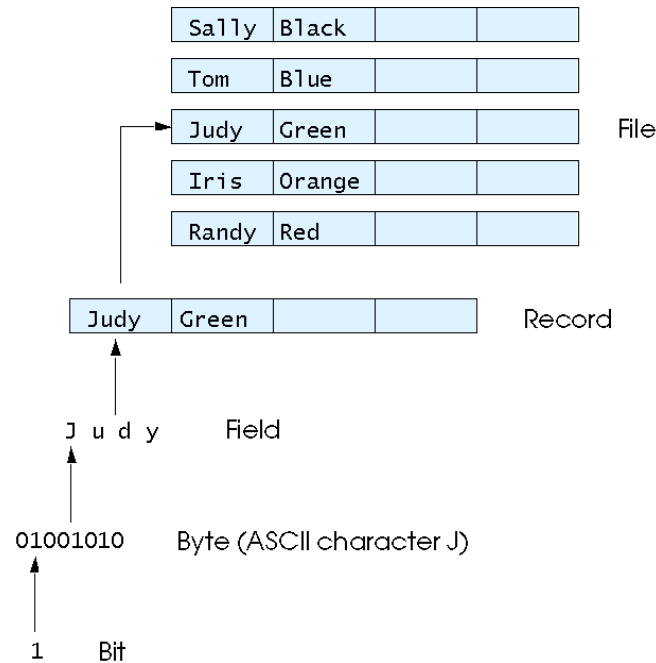 Sally Black
Tom Blue
Judy Green File
Iris Orange
Randy Red
Judy Green Record
J u d y Field
01001010 Byte (ASCII character J)
1 Bit